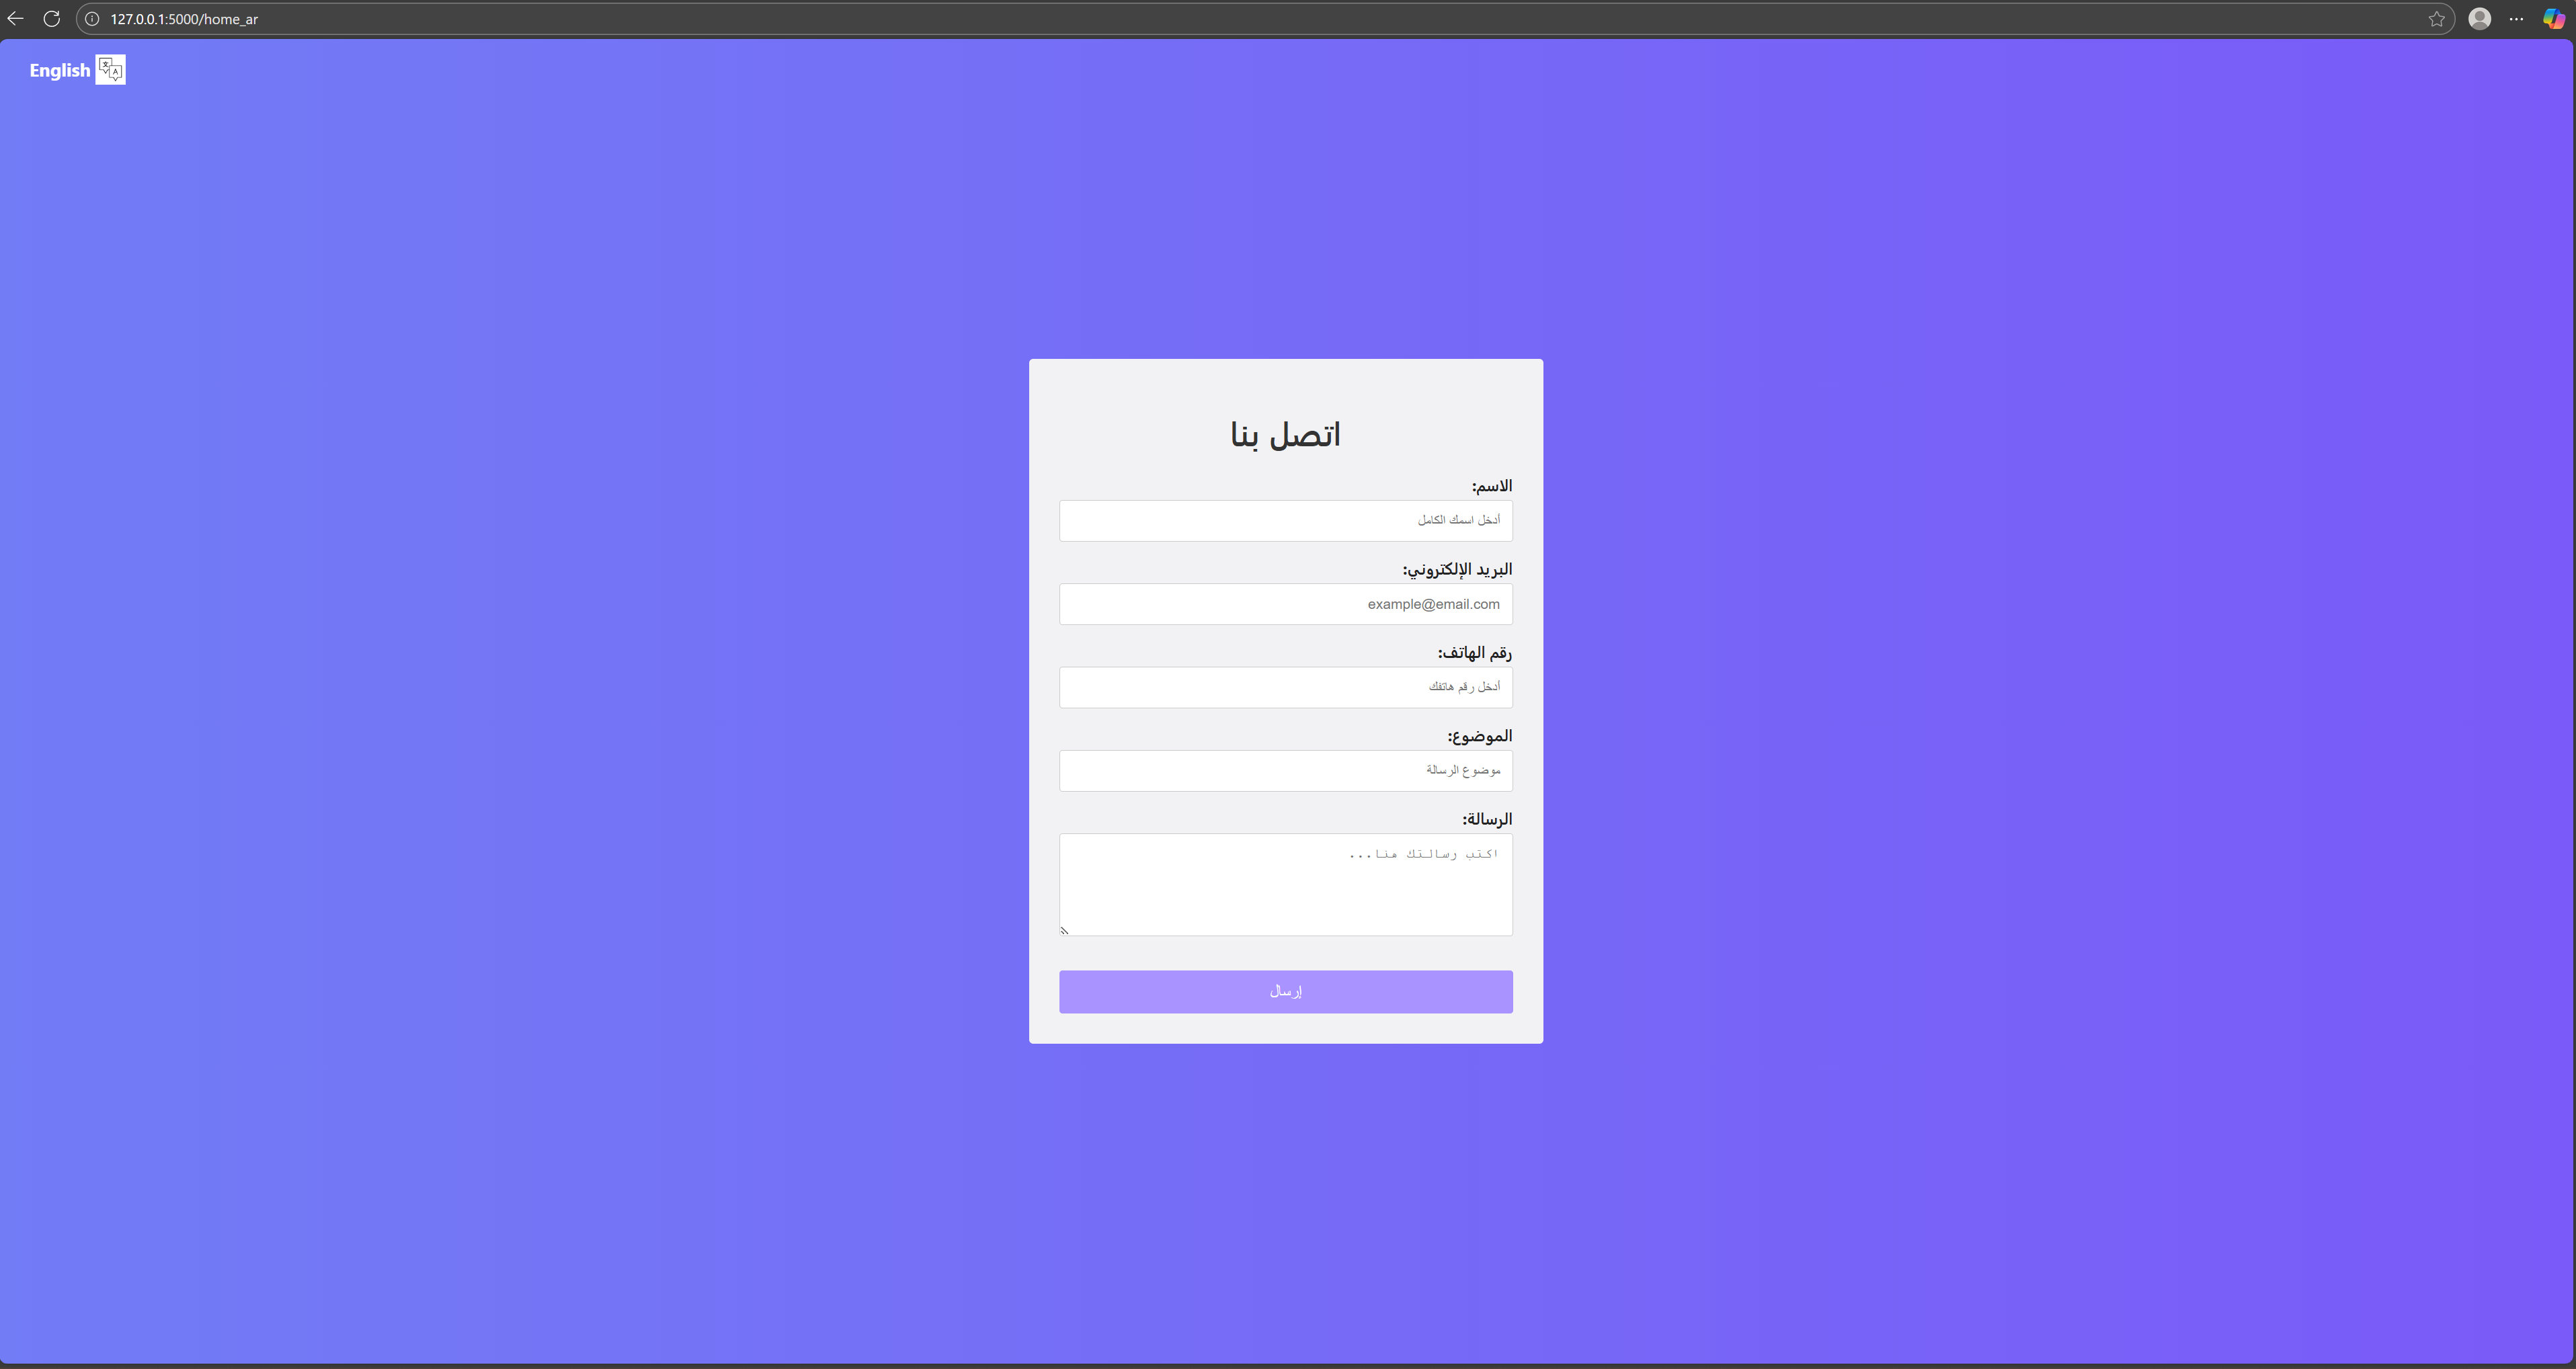 127.0.0.1:5000/home_ar
English
اتصل بنا
الاسم:
أدخل اسمك الكامل
البريد الإلكتروني:
example@email.com
رقم الهاتف:
أدخل رقم هاتفك
الموضوع:
موضوع الرسالة
الرسالة:
اكتب رسالتك هنا...
إرسال